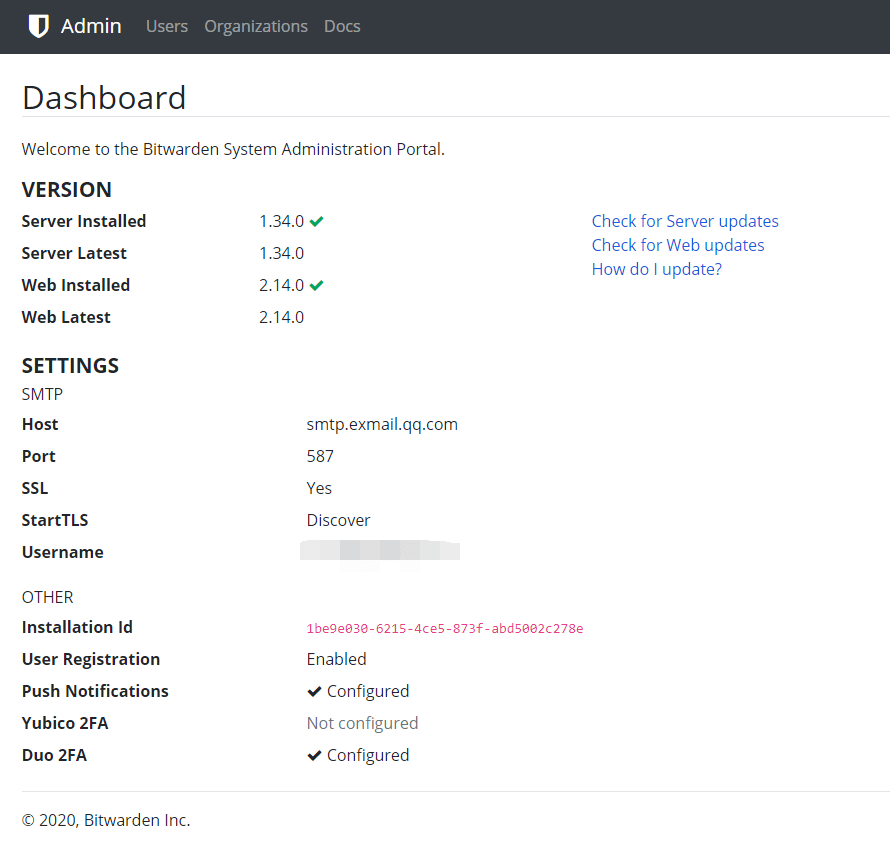 Admin Users Organizations Docs
Dashboard
Welcome to the Bitwarden System Administration Portal.
VERSION
Server Installed 1.34.0 Check for Server updates
Server Latest 1.34.0 Check for Web updates
Web Installed 2.14.0 How do I update?
Web Latest 2.14.0
SETTINGS
SMTP
Host smtp.exmail.qq.com
Port 587
SSL Yes
StartTLS Discover
Username
OTHER
Installation Id 1be9e030-6215-4ce5-873f-abd5002c278e
User Registration Enabled
Push Notifications Configured
Yubico 2FA Not configured
Duo 2FA Configured
© 2020, Bitwarden Inc.